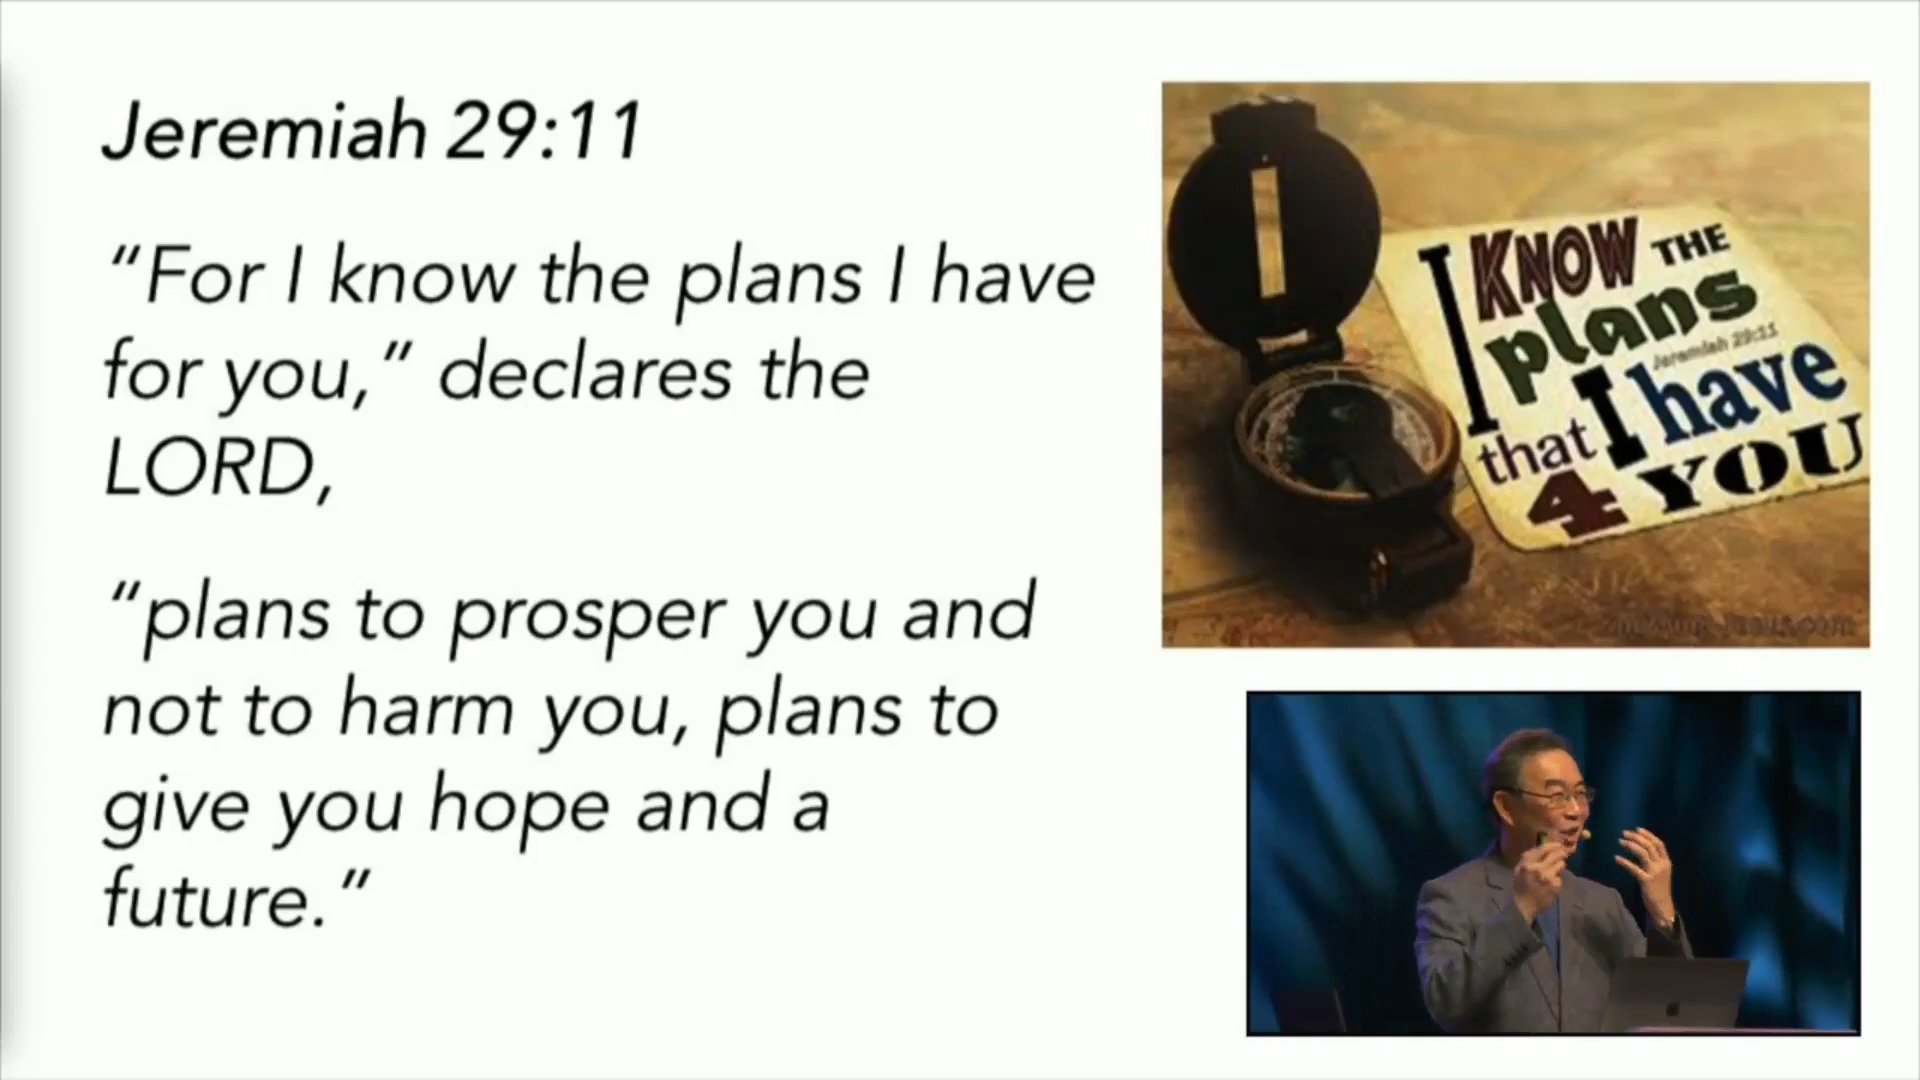 Jeremiah 29:11
“For I know the plans I have
for you,” declares the
LORD,
“plans to prosper you and
not to harm you, plans to
give you hope and a
future.”
I KNOW THE
plans
Jeremiah 29:11
that I have
4 YOU